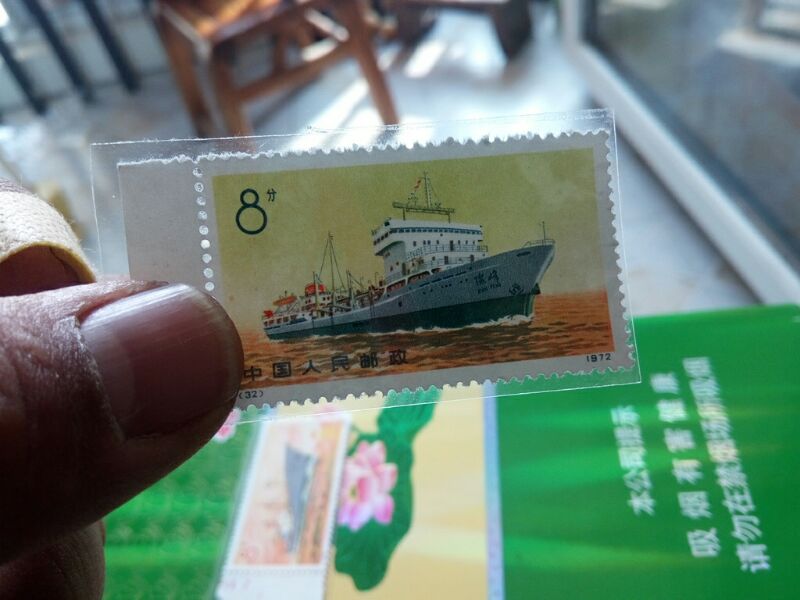 8分
中国人民邮政
1972
(32)
本公司提示
吸烟有害健康
请勿在禁烟场所吸烟